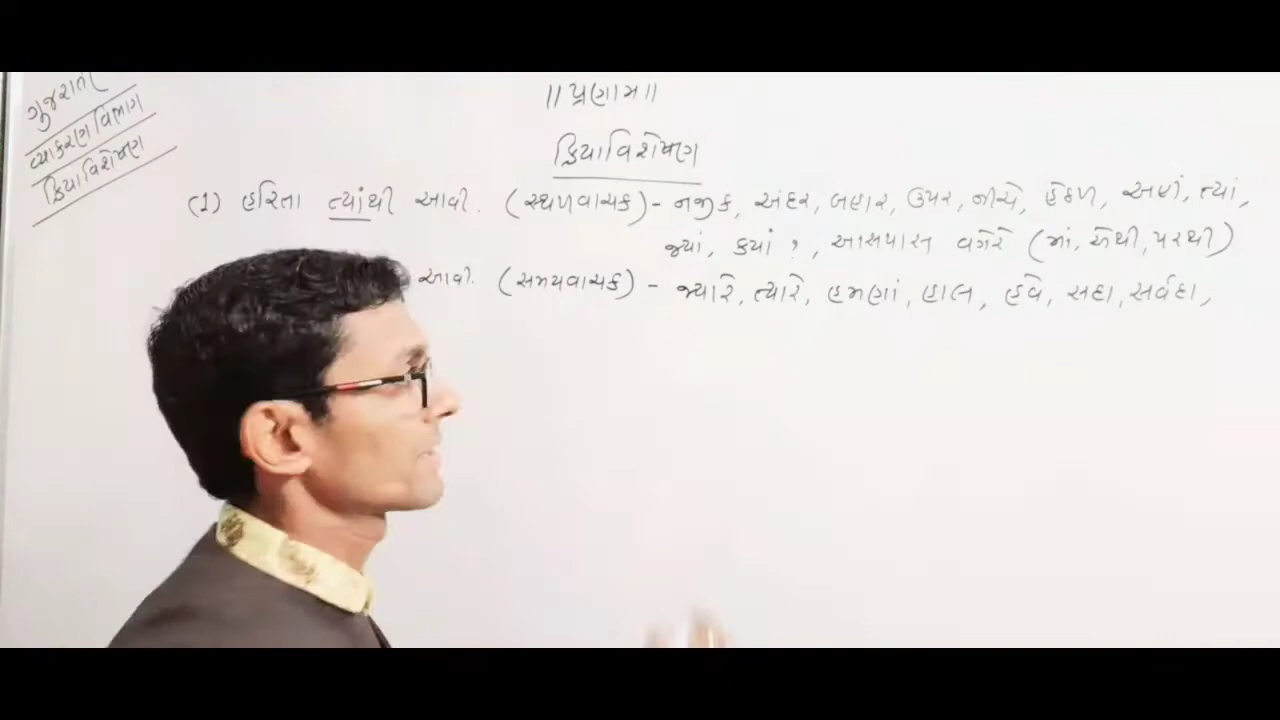 ગુજરાતી
વ્યાકરણ વિભાગ
ક્રિયાવિશેષણ
॥ પ્રણામ ॥
ક્રિયાવિશેષણ
(1) હરિતા ત્યાંથી આવી. (સ્થળવાચક) - નજીક, અંદર, બહાર, ઉપર, નીચે, હેઠળ, અહીં, ત્યાં,
જ્યાં, ક્યાં ?, આસપાસ વગેરે (માં, એથી, પરથી)
આવી. (સમયવાચક) - જ્યારે, ત્યારે, હમણાં, હાલ, હવે, સદા, સર્વદા,